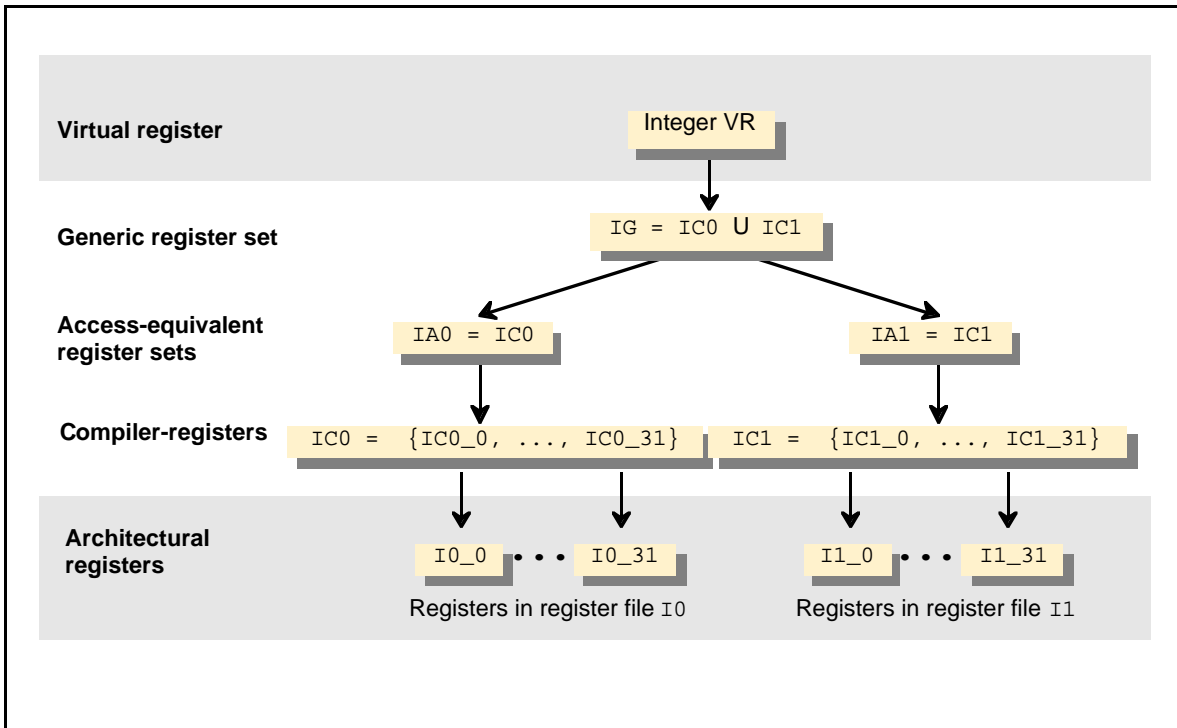 Virtual register
Integer VR
Generic register set
IG = IC0 ∪ IC1
Access-equivalent
register sets
IA0 = IC0
IA1 = IC1
Compiler-registers
IC0 = {IC0_0, ..., IC0_31}
IC1 = {IC1_0, ..., IC1_31}
Architectural
registers
I0_0 • • • I0_31
I1_0 • • • I1_31
Registers in register file I0
Registers in register file I1